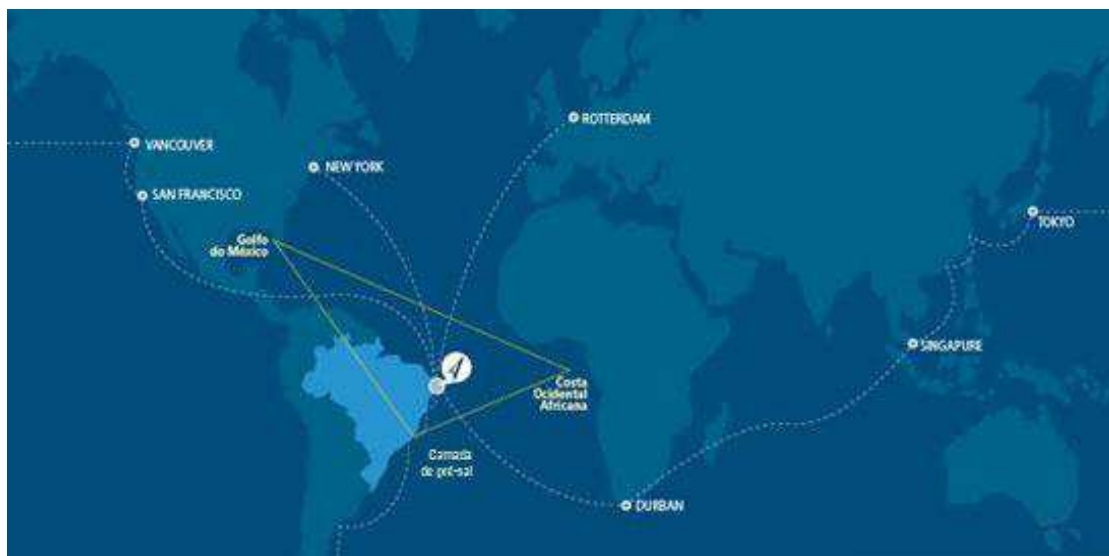 ROTTERDAM
VANCOUVER
NEW YORK
SAN FRANCISCO
TOKYO
Golfo
do México
SINGAPURE
Costa
Ocidental
Africana
Camada
de pré-sal
DURBAN